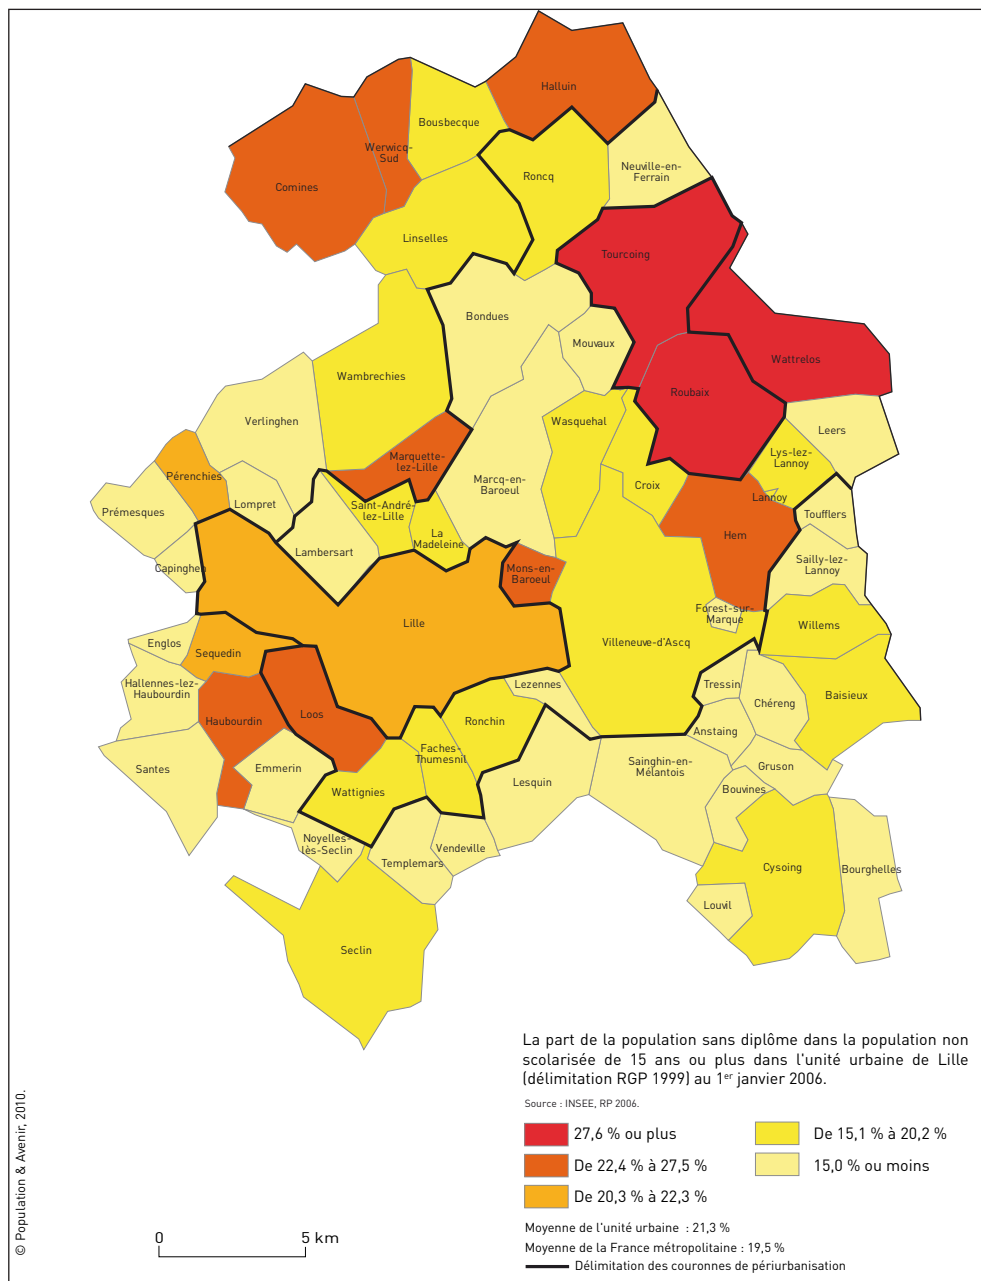 Halluin
Bousbecque
Werwicq-
Sud
Comines
Roncq
Neuville-en-
Ferrain
Linselles
Tourcoing
Bondues
Mouvaux
Wattrelos
Wambrechies
Roubaix
Verlinghen
Wasquehal
Leers
Marquette-
lez-Lille
Lys-lez-
Lannoy
Pérenchies
Marcq-en-
Baroeul
Croix
Lannoy
Prémesques
Lompret
Saint-André-
lez-Lille
Toufflers
La
Madeleine
Hem
Lambersart
Capinghem
Mons-en-
Baroeul
Sailly-lez-
Lannoy
Forest-sur-
Marque
Lille
Willems
Englos
Sequedin
Villeneuve-d'Ascq
Hallennes-lez-
Haubourdin
Lezennes
Tressin
Baisieux
Chéreng
Haubourdin
Loos
Ronchin
Anstaing
Faches-
Thumesnil
Santes
Emmerin
Sainghin-en-
Mélantois
Gruson
Lesquin
Wattignies
Bouvines
Noyelles-
lès-Seclin
Vendeville
Templemars
Cysoing
Bourghelles
Louvil
Seclin
La part de la population sans diplôme dans la population non
scolarisée de 15 ans ou plus dans l'unité urbaine de Lille
(délimitation RGP 1999) au 1er janvier 2006.
Source : INSEE, RP 2006.
27,6 % ou plus
De 22,4 % à 27,5 %
De 20,3 % à 22,3 %
De 15,1 % à 20,2 %
15,0 % ou moins
Moyenne de l'unité urbaine : 21,3 %
Moyenne de la France métropolitaine : 19,5 %
Délimitation des couronnes de périurbanisation
0 5 km
© Population & Avenir, 2010.